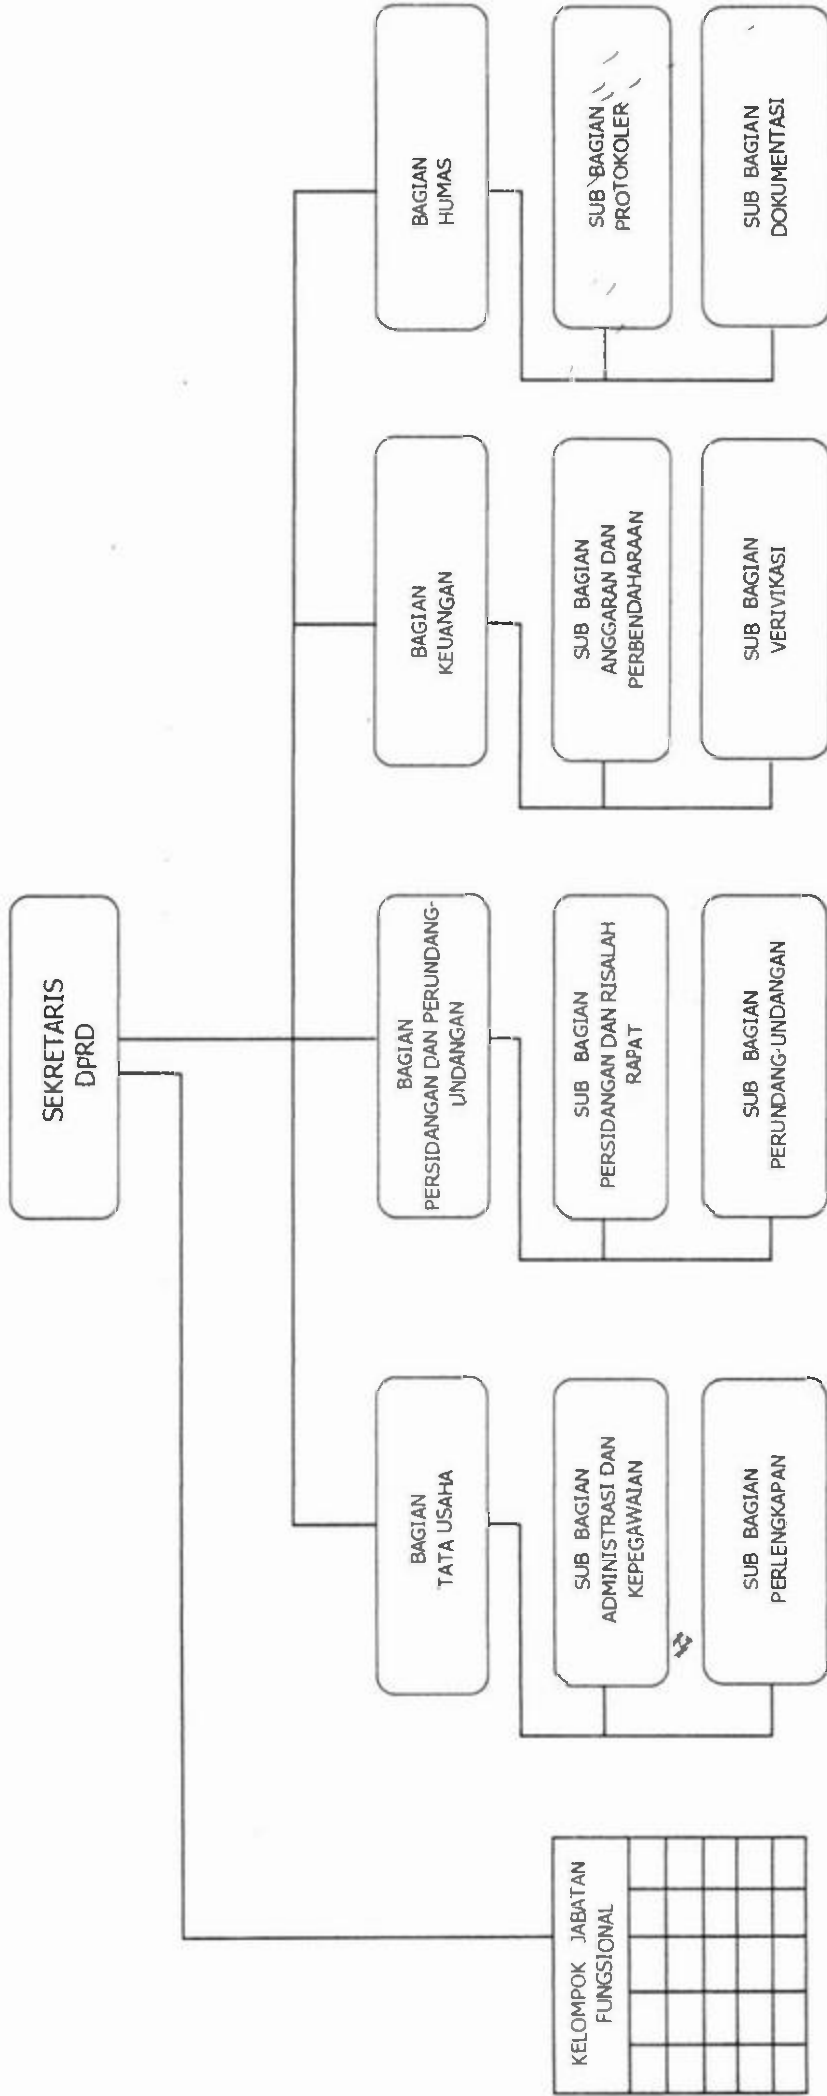 SEKRETARIS
DPRD
KELOMPOK JABATAN
FUNGSIONAL
BAGIAN
TATA USAHA
BAGIAN
PERSIDANGAN DAN PERUNDANG-
UNDANGAN
BAGIAN
KEUANGAN
BAGIAN
HUMAS
SUB BAGIAN
ADMINISTRASI DAN
KEPEGAWAIAN
SUB BAGIAN
PERSIDANGAN DAN RISALAH
RAPAT
SUB BAGIAN
ANGGARAN DAN
PERBENDAHARAAN
SUB BAGIAN
PROTOKOLER
SUB BAGIAN
PERLENGKAPAN
SUB BAGIAN
PERUNDANG-UNDANGAN
SUB BAGIAN
VERIVIKASI
SUB BAGIAN
DOKUMENTASI